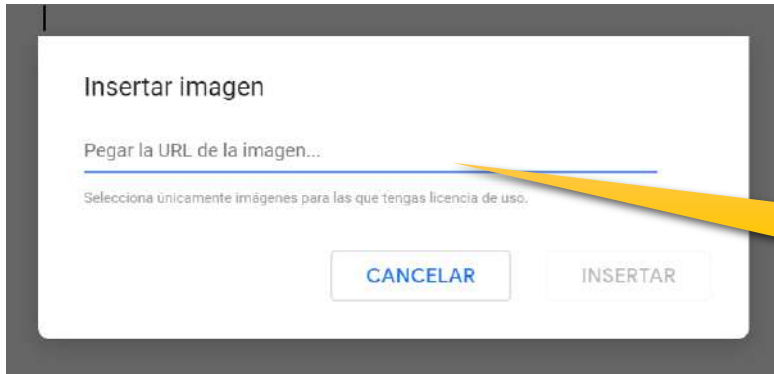 Insertar imagen
Pegar la URL de la imagen...
Selecciona únicamente imágenes para las que tengas licencia de uso.
CANCELAR INSERTAR